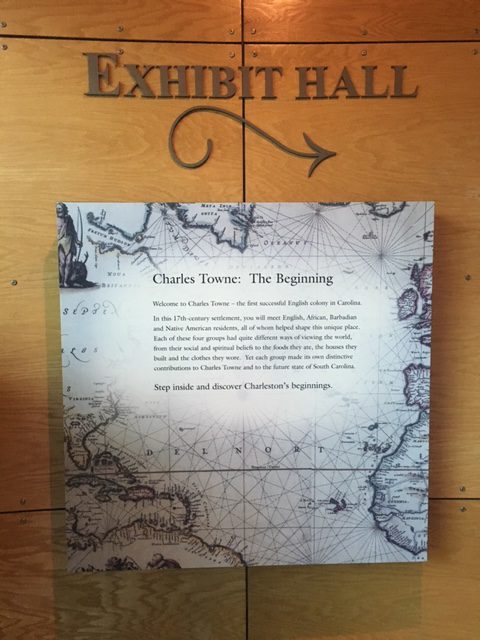 EXHIBIT HALL
Charles Towne: The Beginning
Welcome to Charles Towne – the first successful English colony in Carolina.
In this 17th-century settlement, you will meet English, African, Barbadian
and Native American residents, all of whom helped shape this unique place.
Each of these four groups had quite different ways of viewing the world,
from their social and spiritual beliefs to the foods they ate, the houses they
built and the clothes they wore. Yet each group made its own distinctive
contributions to Charles Towne and to the future state of South Carolina.
Step inside and discover Charleston's beginnings.
DEL NORT